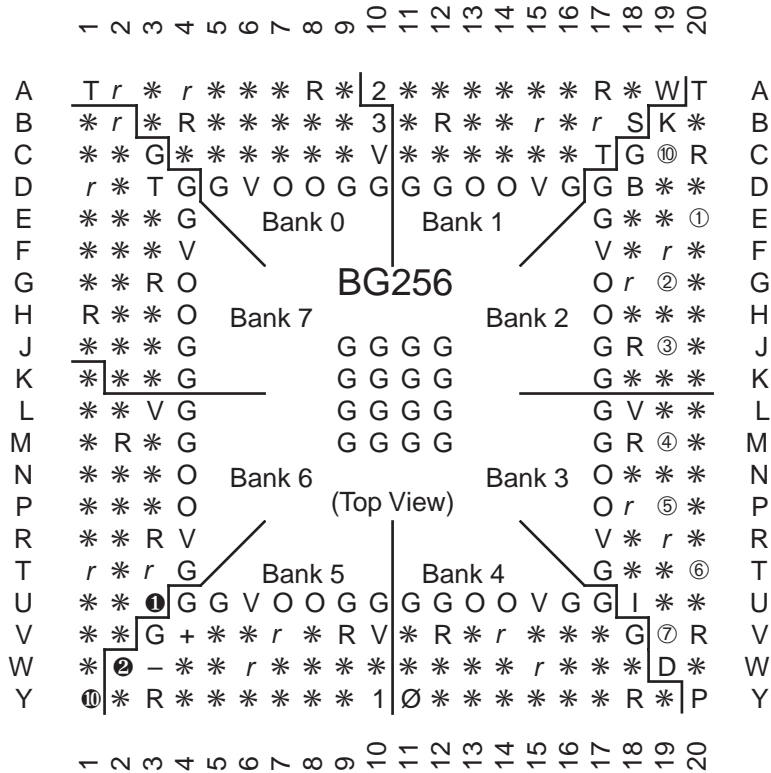 1 2 3 4 5 6 7 8 9 10 11 12 13 14 15 16 17 18 19 20
A T r * r * * * R * 2 * * * * * * R * W T A
B * r * R * * * * * 3 * R * * r * r S K * B
C * * G * * * * * * V * * * * * * T G ⑩ R C
D r * T G G V O O G G G G O O V G G B * * D
E * * * G Bank 0 Bank 1 G * * ① E
F * * * V V * r * F
G * * R O BG256 O r ② * G
H R * * O Bank 7 Bank 2 O * * * H
J * * * G G G G G G R ③ * J
K * * * G G G G G G * * * K
L * * V G G G G G G V * * L
M * R * G G G G G G R ④ * M
N * * * O Bank 6 Bank 3 O * * * N
P * * * O (Top View) O r ⑤ * P
R * * R V V * r * R
T r * r G Bank 5 Bank 4 G * * ⑥ T
U * * ❶ G G V O O G G G G O O V G G I * * U
V * * G + * * r * R V * R * r * * * G ⑦ R V
W * ❷ – * * r * * * * * * * * r * * * D * W
Y ❿ * R * * * * * * 1 Ø * * * * * * R * P Y
1 2 3 4 5 6 7 8 9 10 11 12 13 14 15 16 17 18 19 20